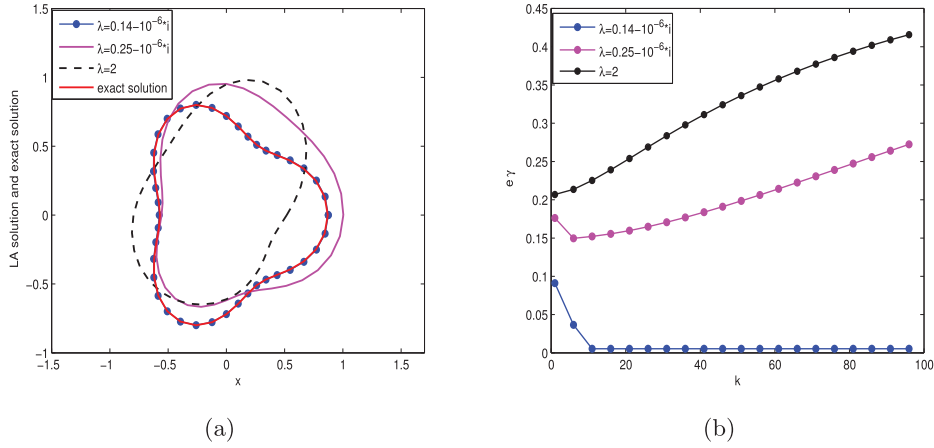 LA solution and exact solution
1.5
1
0.5
0
−0.5
−1
−1.5
−1
−0.5
0
0.5
1
1.5
x
λ=0.14−10⁻⁶*i
λ=0.25−10⁻⁶*i
λ=2
exact solution
(a)
e γ
0.45
0.4
0.35
0.3
0.25
0.2
0.15
0.1
0.05
0
0
20
40
60
80
100
k
λ=0.14−10⁻⁶*i
λ=0.25−10⁻⁶*i
λ=2
(b)